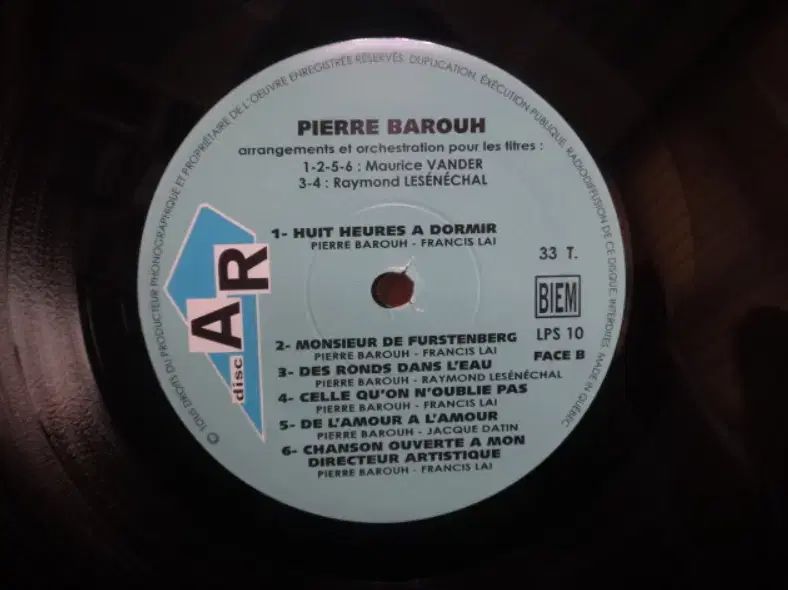 © TOUS DROITS DU PRODUCTEUR PHONOGRAPHIQUE ET PROPRIÉTAIRE DE L'OEUVRE ENREGISTRÉE RÉSERVÉS. DUPLICATION, ÉXÉCUTION PUBLIQUE, RADIODIFFUSION DE CE DISQUE, INTERDITES. MADE IN QUÉBEC
PIERRE BAROUH
arrangements et orchestration pour les titres :
1-2-5-6 : Maurice VANDER
3-4 : Raymond LESÉNÉCHAL
1- HUIT HEURES A DORMIR
PIERRE BAROUH - FRANCIS LAI
disc AR
33 T.
BIEM
LPS 10
FACE B
2- MONSIEUR DE FURSTENBERG
PIERRE BAROUH - FRANCIS LAI
3- DES RONDS DANS L'EAU
PIERRE BAROUH - RAYMOND LESÉNÉCHAL
4- CELLE QU'ON N'OUBLIE PAS
PIERRE BAROUH - FRANCIS LAI
5- DE L'AMOUR A L'AMOUR
PIERRE BAROUH - JACQUE DATIN
6- CHANSON OUVERTE A MON
DIRECTEUR ARTISTIQUE
PIERRE BAROUH - FRANCIS LAI